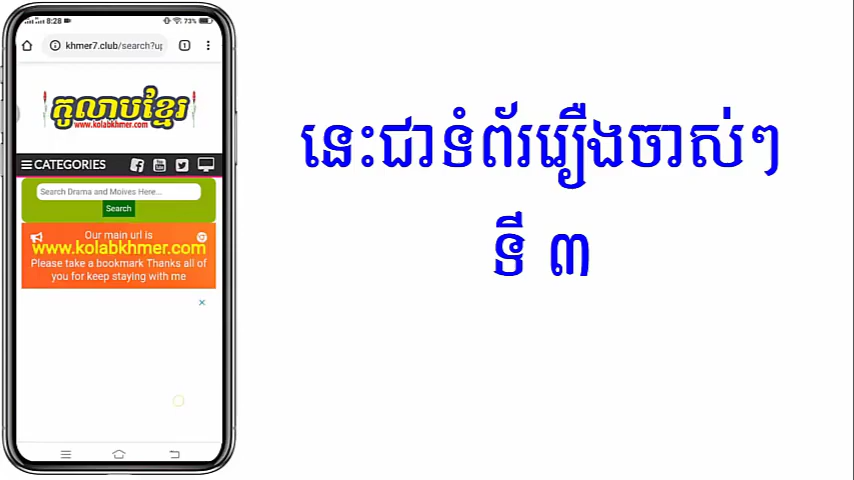 8:28
73%
khmer7.club/search?up
1
កូលាបខ្មែរ
www.kolabkhmer.com
CATEGORIES
Search Drama and Moives Here...
Search
Our main url is
www.kolabkhmer.com
Please take a bookmark Thanks all of
you for keep staying with me
នេះជាទំព័ររឿងចាស់ៗ
ទី ៣